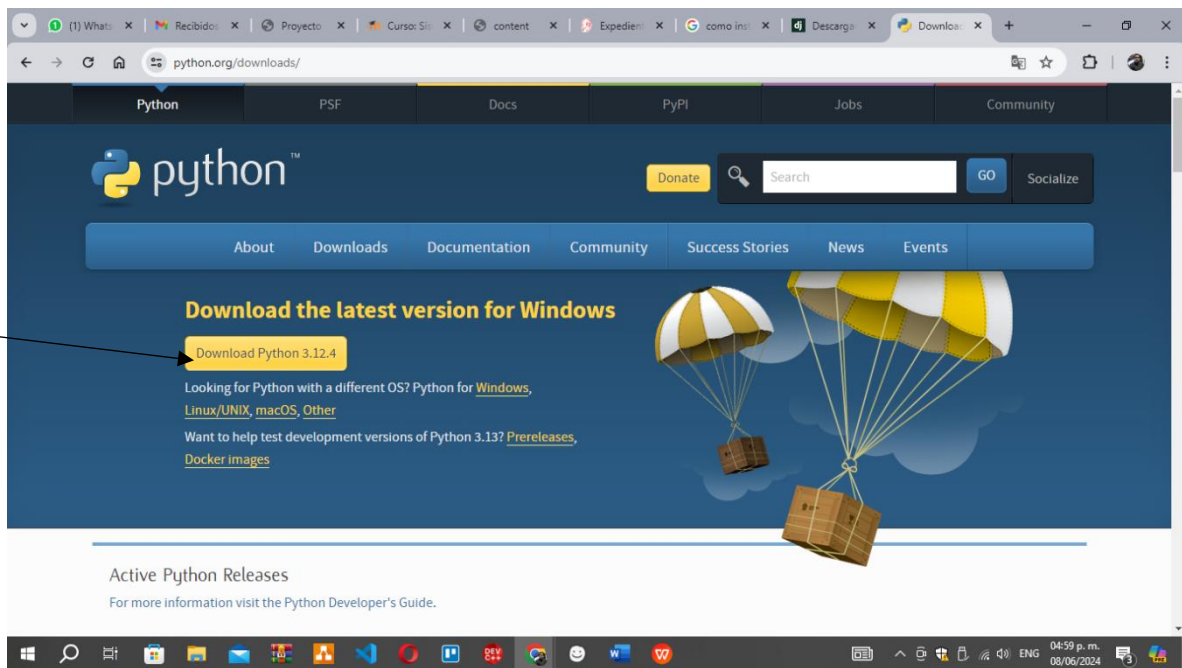 (1) Whats
Recibidos
Proyecto
Curso: Sis
content
Expedient
como inst
Descarga
Download
python.org/downloads/
Python
PSF
Docs
PyPI
Jobs
Community
python™
Donate
Search
GO
Socialize
About
Downloads
Documentation
Community
Success Stories
News
Events
Download the latest version for Windows
Download Python 3.12.4
Looking for Python with a different OS? Python for Windows,
Linux/UNIX, macOS, Other
Want to help test development versions of Python 3.13? Prereleases,
Docker images
Active Python Releases
For more information visit the Python Developer's Guide.
DEV
C++
ENG
04:59 p. m.
08/06/2024